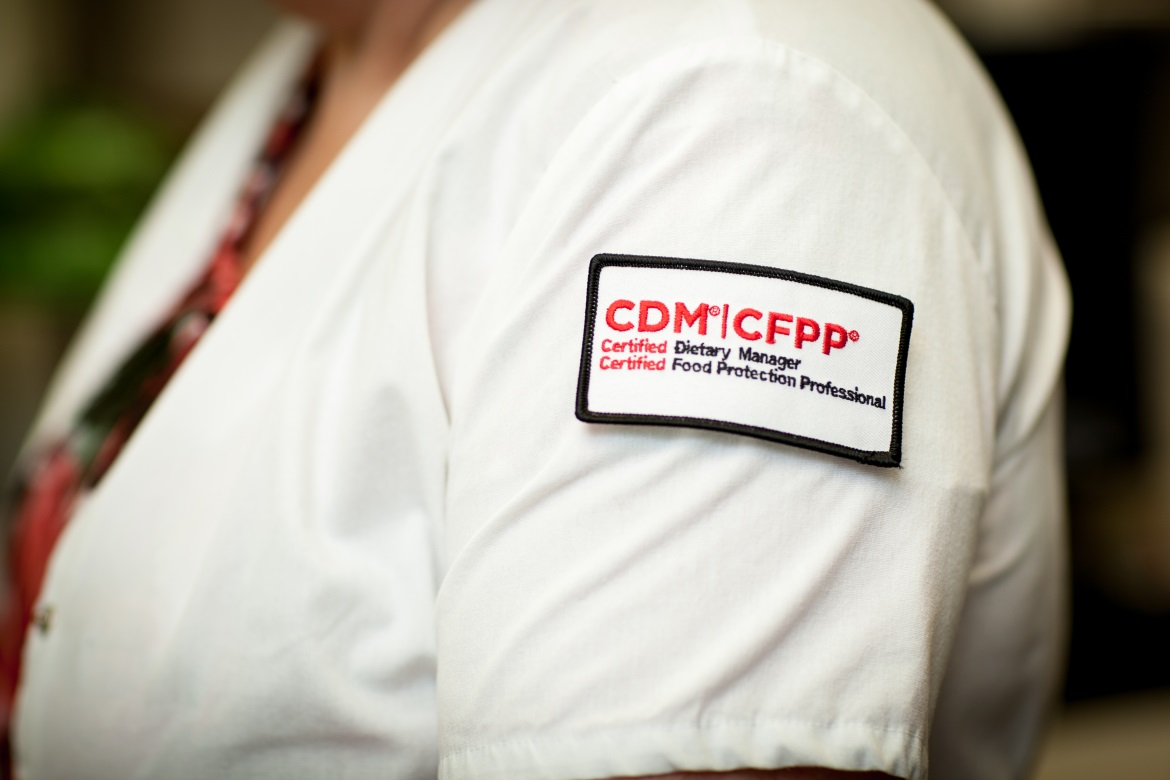 CDM®|CFPP®
Certified Dietary Manager
Certified Food Protection Professional